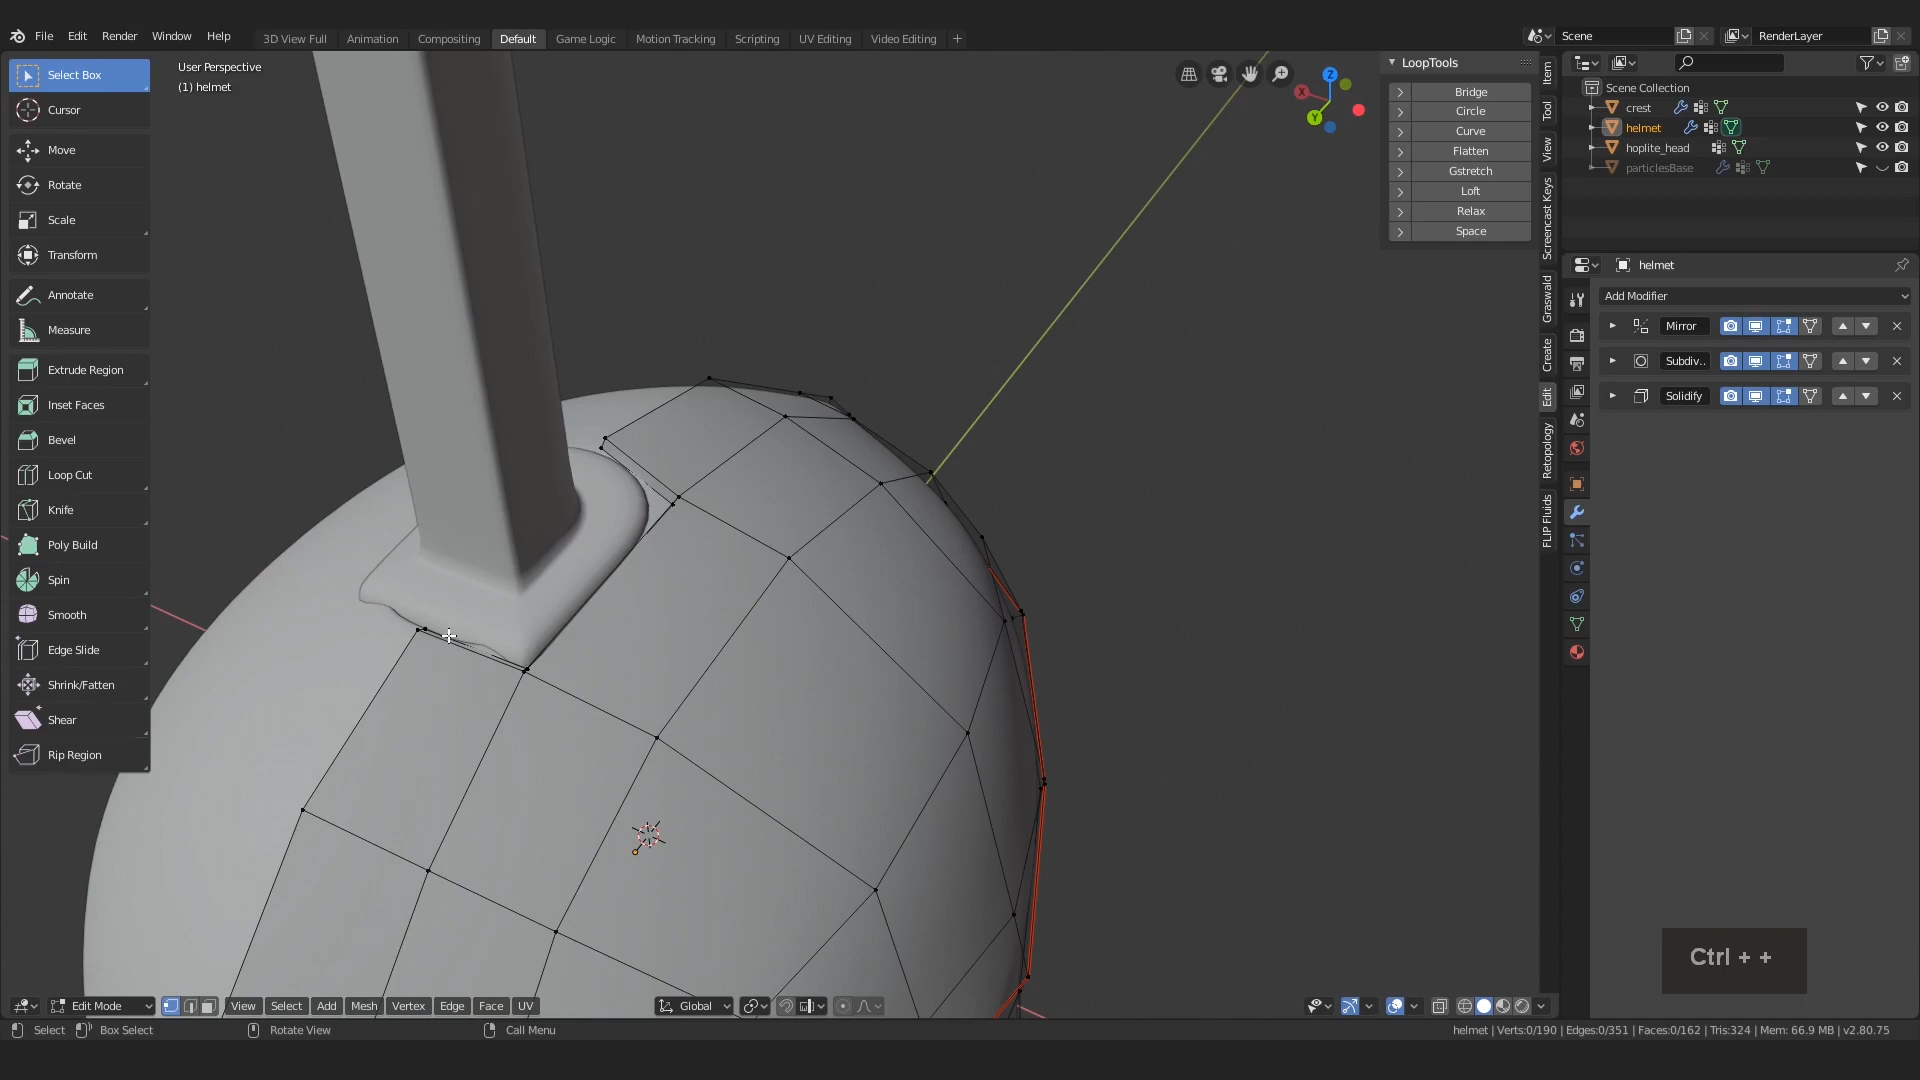 File Edit Render Window Help
3D View Full Animation Compositing Default Game Logic Motion Tracking Scripting UV Editing Video Editing +
Scene
RenderLayer
Select Box
Cursor
Move
Rotate
Scale
Transform
Annotate
Measure
Extrude Region
Inset Faces
Bevel
Loop Cut
Knife
Poly Build
Spin
Smooth
Edge Slide
Shrink/Fatten
Shear
Rip Region
User Perspective
(1) helmet
X
Y
Z
LoopTools
Bridge
Circle
Curve
Flatten
Gstretch
Loft
Relax
Space
Item
Tool
View
Screencast Keys
Graswald
Create
Edit
Retopology
FLIP Fluids
Scene Collection
crest
helmet
hoplite_head
particlesBase
helmet
Add Modifier
Mirror
Subdiv..
Solidify
Ctrl + +
Edit Mode View Select Add Mesh Vertex Edge Face UV Global
Select Box Select Rotate View Call Menu
helmet | Verts:0/190 | Edges:0/351 | Faces:0/162 | Tris:324 | Mem: 66.9 MB | v2.80.75